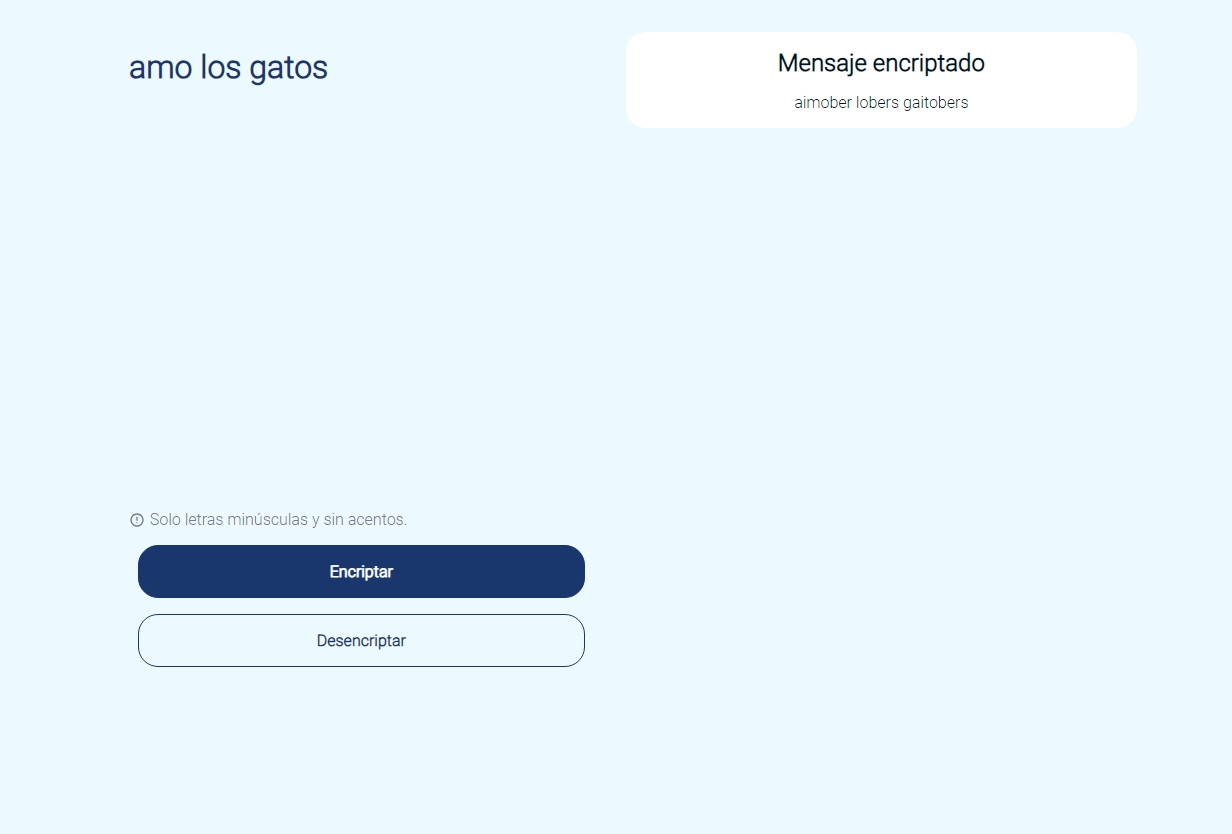 amo los gatos
Mensaje encriptado
aimober lobers gaitobers
Solo letras minúsculas y sin acentos.
Encriptar
Desencriptar